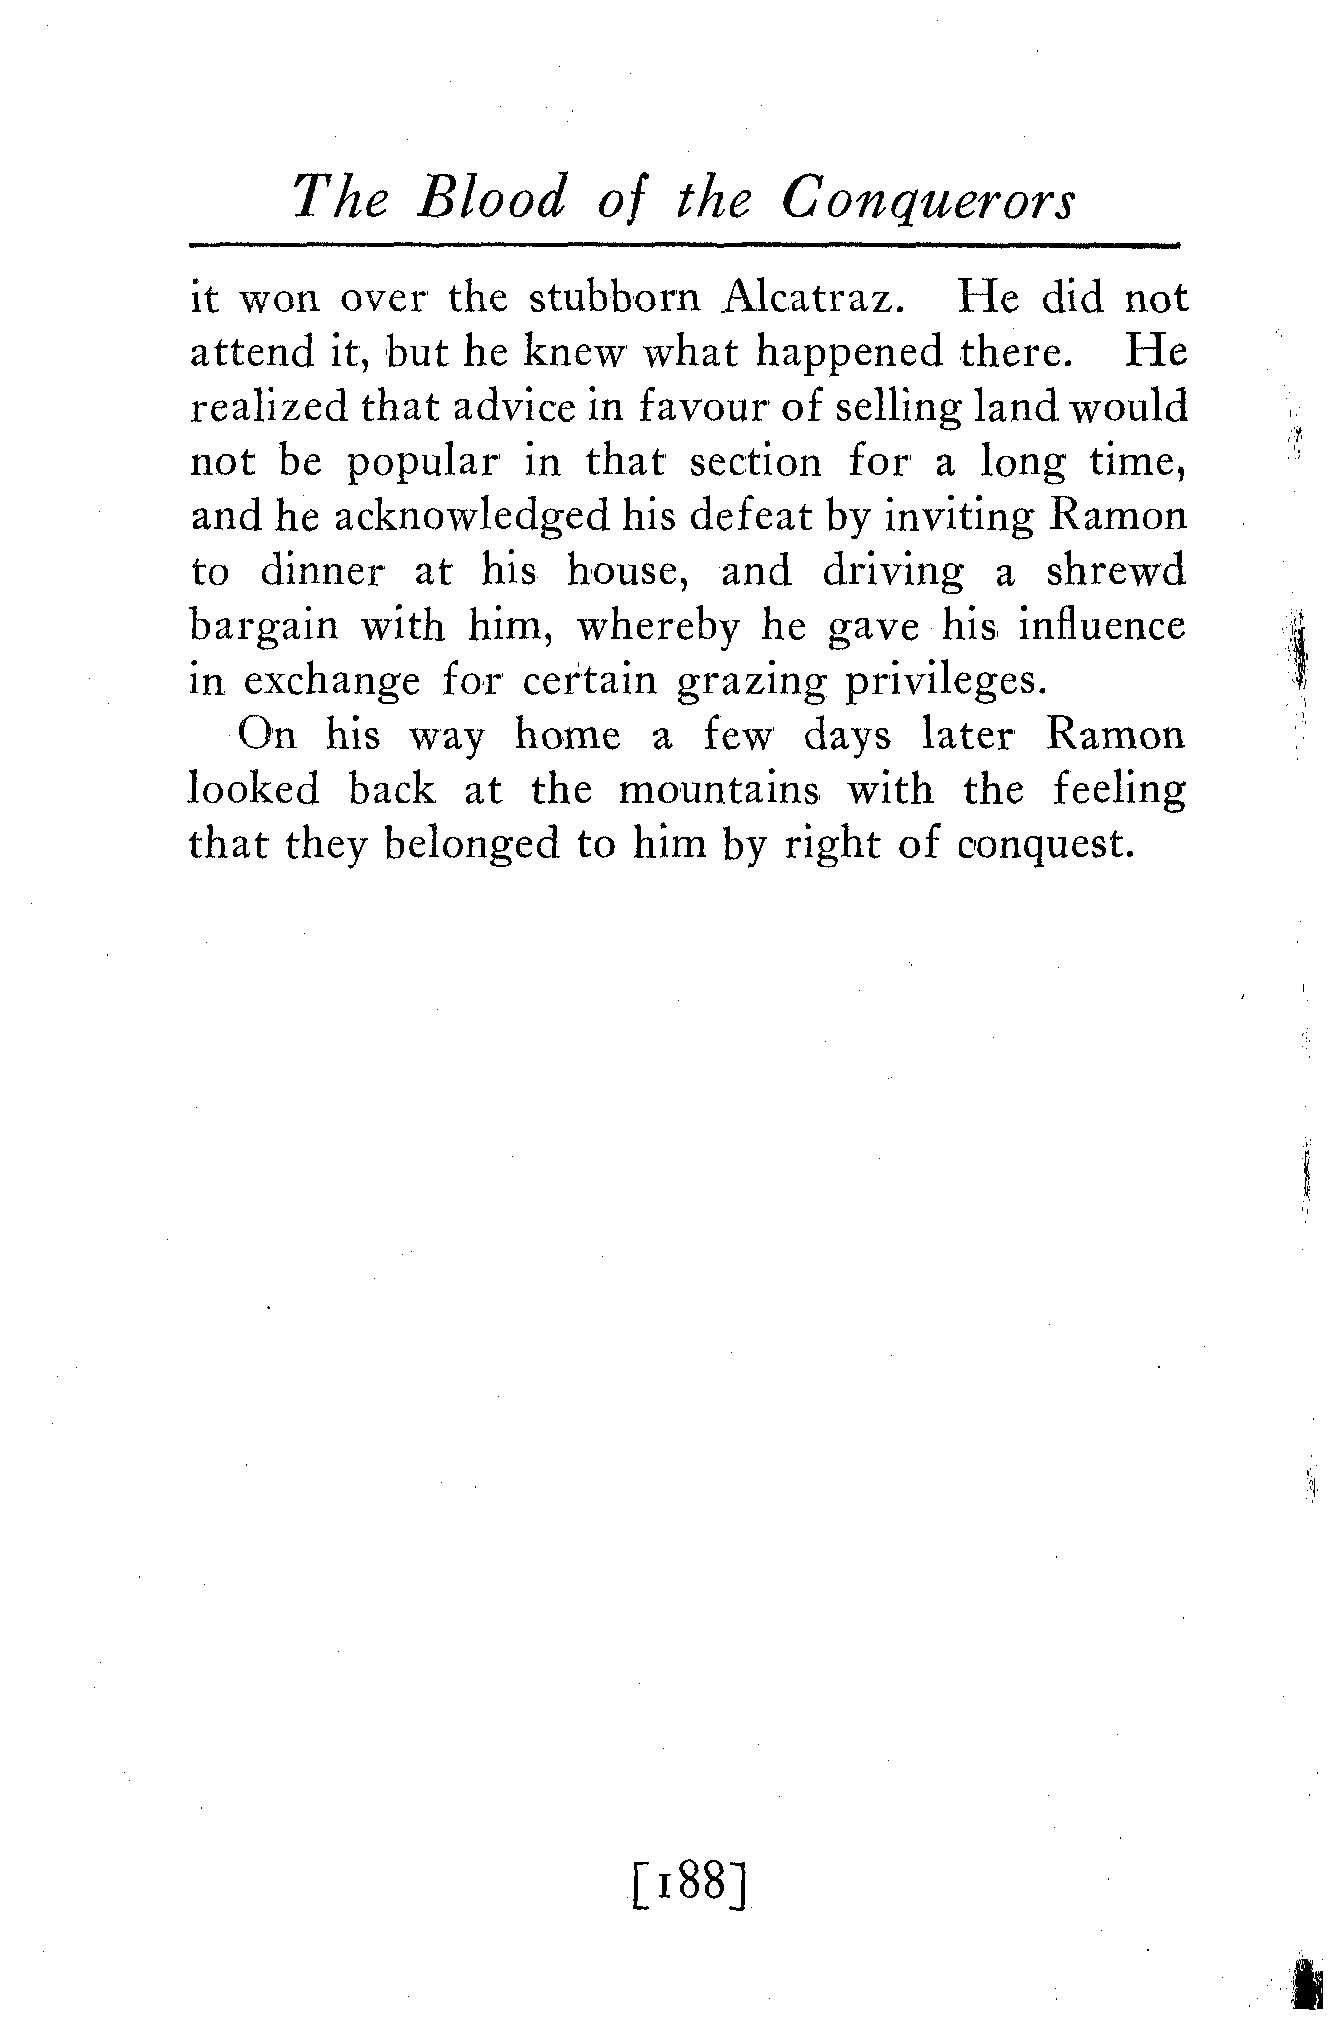 The Blood of the Conquerors
it won over the stubborn Alcatraz. He did not
attend it, but he knew what happened there. He
realized that advice in favour of selling land would
not be popular in that section for a long time,
and he acknowledged his defeat by inviting Ramon
to dinner at his house, and driving a shrewd
bargain with him, whereby he gave his influence
in exchange for certain grazing privileges.
On his way home a few days later Ramon
looked back at the mountains with the feeling
that they belonged to him by right of conquest.
[188]